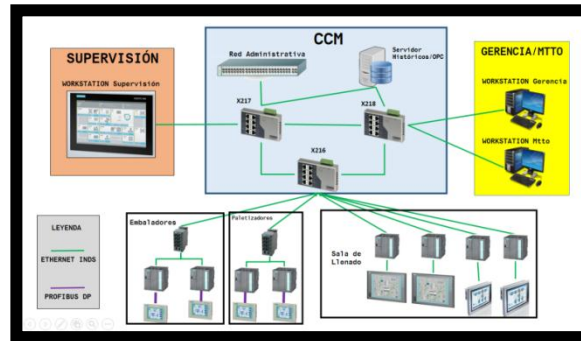 SUPERVISIÓN
WORKSTATION Supervisión
CCM
Red Administrativa
Servidor
Históricos/OPC
X217
X218
X216
GERENCIA/MTTO
WORKSTATION Gerencia
WORKSTATION Mtto
LEYENDA
ETHERNET INDS
PROFIBUS DP
Embaladores
Paletizadores
Sala de
Llenado